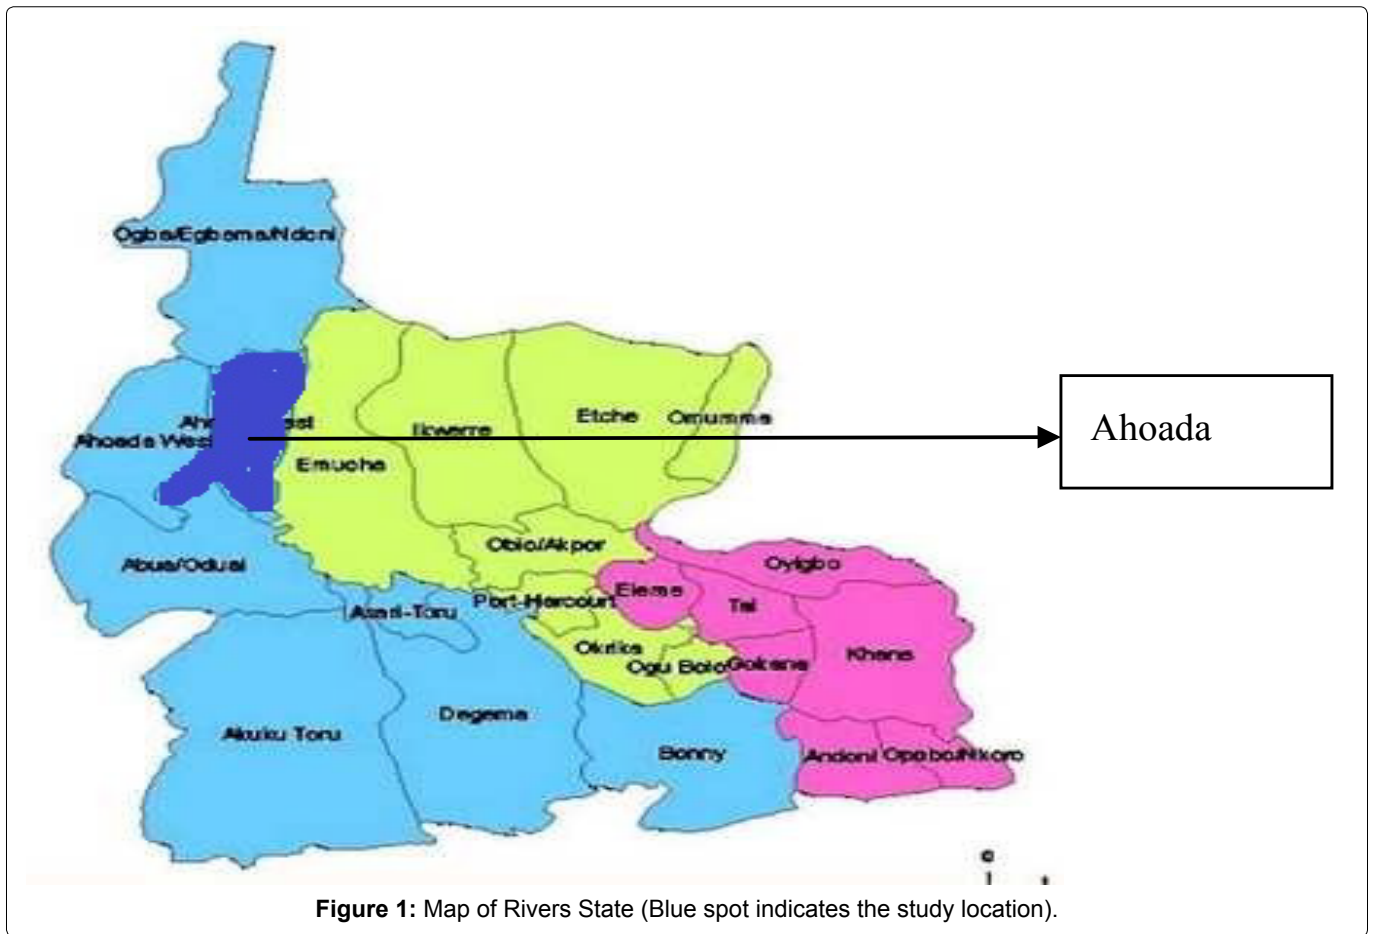 Ogba/Egbema/Ndoni
Etche
Omumma
Ahoada West
Ikwerre
Ahoada
Emuoha
Obio/Akpor
Oyigbo
Abua/Odual
Eleme
Port-Harcourt
Tai
Asari-Toru
Okrika
Khana
Ogu Bolo
Gokana
Degema
Akuku Toru
Bonny
Andoni
Opobo/Nkoro
Figure 1: Map of Rivers State (Blue spot indicates the study location).